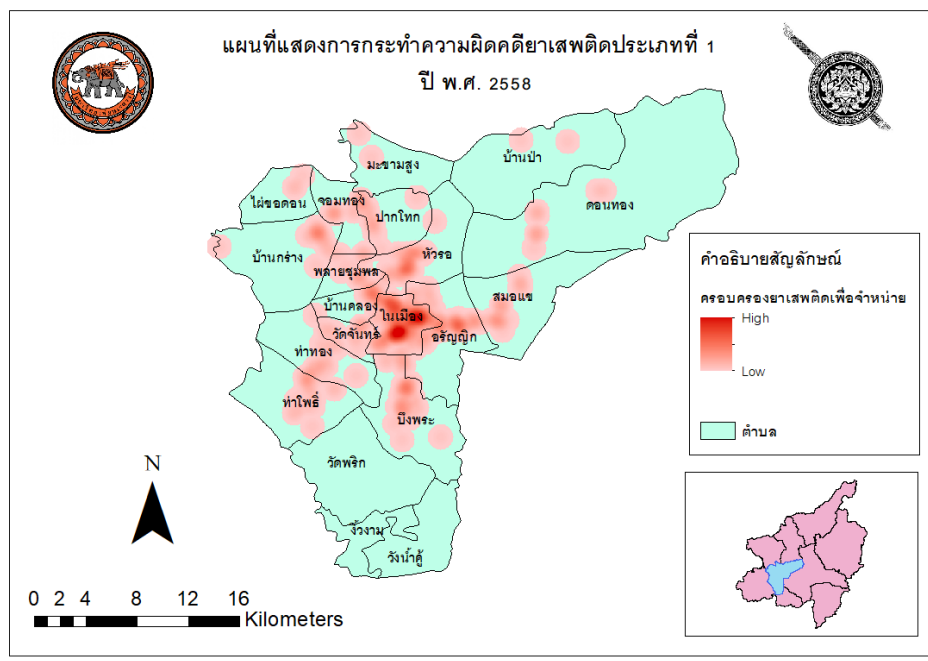 แผนที่แสดงการกระทำความผิดคดียาเสพติดประเภทที่ 1
ปี พ.ศ. 2558
บ้านป่า
มะขามสูง
ดอนทอง
ไผ่ขอดอน
จอมทอง
ปากโทก
บ้านกร่าง
หัวรอ
พลายชุมพล
สมอแข
บ้านคลอง
ในเมือง
วัดจันทร์
อรัญญิก
ท่าทอง
ท่าโพธิ์
บึงพระ
วัดพริก
งิ้วงาม
วังน้ำคู้
คำอธิบายสัญลักษณ์
ครอบครองยาเสพติดเพื่อจำหน่าย
High
Low
ตำบล
N
0 2 4 8 12 16
Kilometers